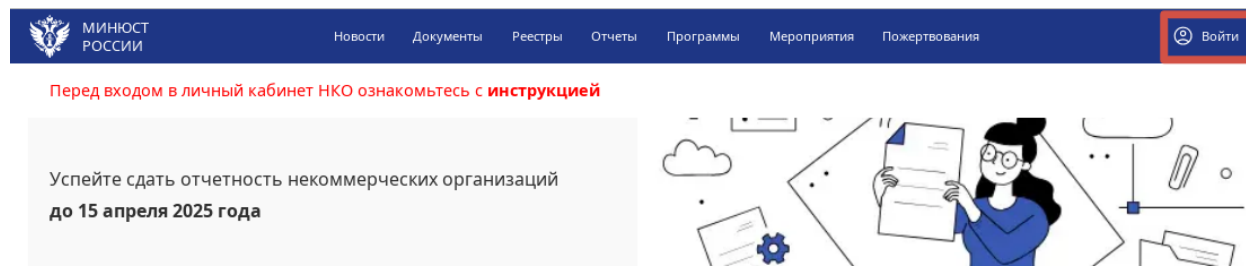 МИНЮСТ
РОССИИ
Новости Документы Реестры Отчеты Программы Мероприятия Пожертвования Войти
Перед входом в личный кабинет НКО ознакомьтесь с инструкцией
Успейте сдать отчетность некоммерческих организаций
до 15 апреля 2025 года